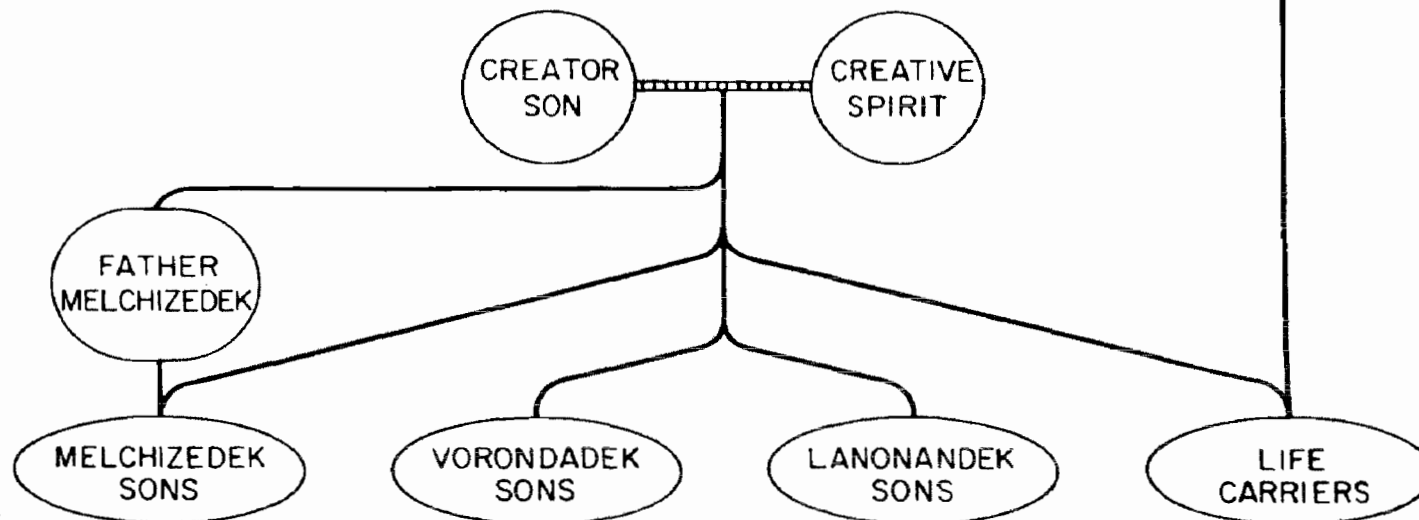 CREATOR
SON
CREATIVE
SPIRIT
FATHER
MELCHIZEDEK
MELCHIZEDEK
SONS
VORONDADEK
SONS
LANONANDEK
SONS
LIFE
CARRIERS